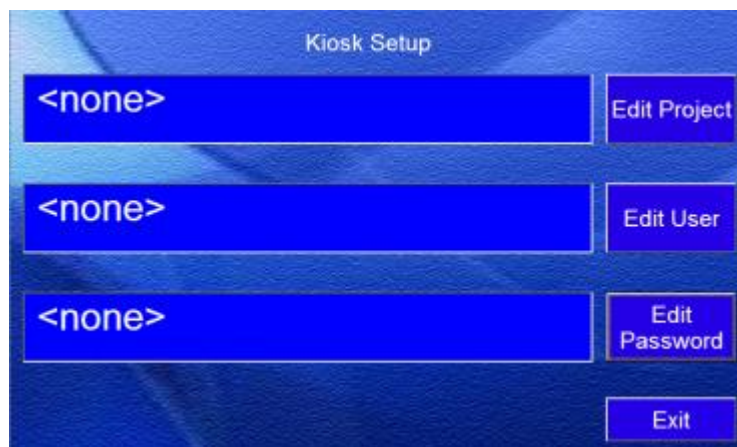 Kiosk Setup
<none>
Edit Project
<none>
Edit User
<none>
Edit
Password
Exit